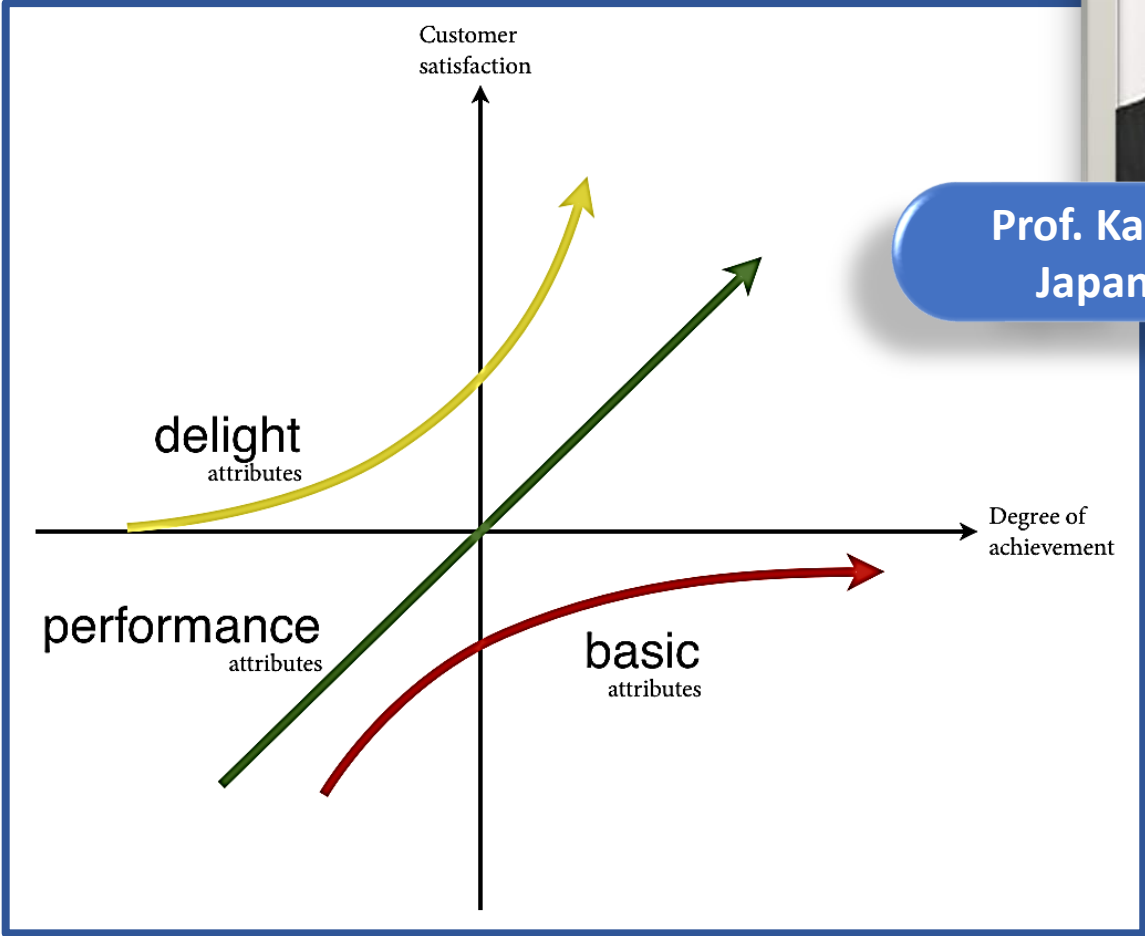 Customer
satisfaction
Prof. Ka
Japan
delight
attributes
Degree of
achievement
performance
attributes
basic
attributes